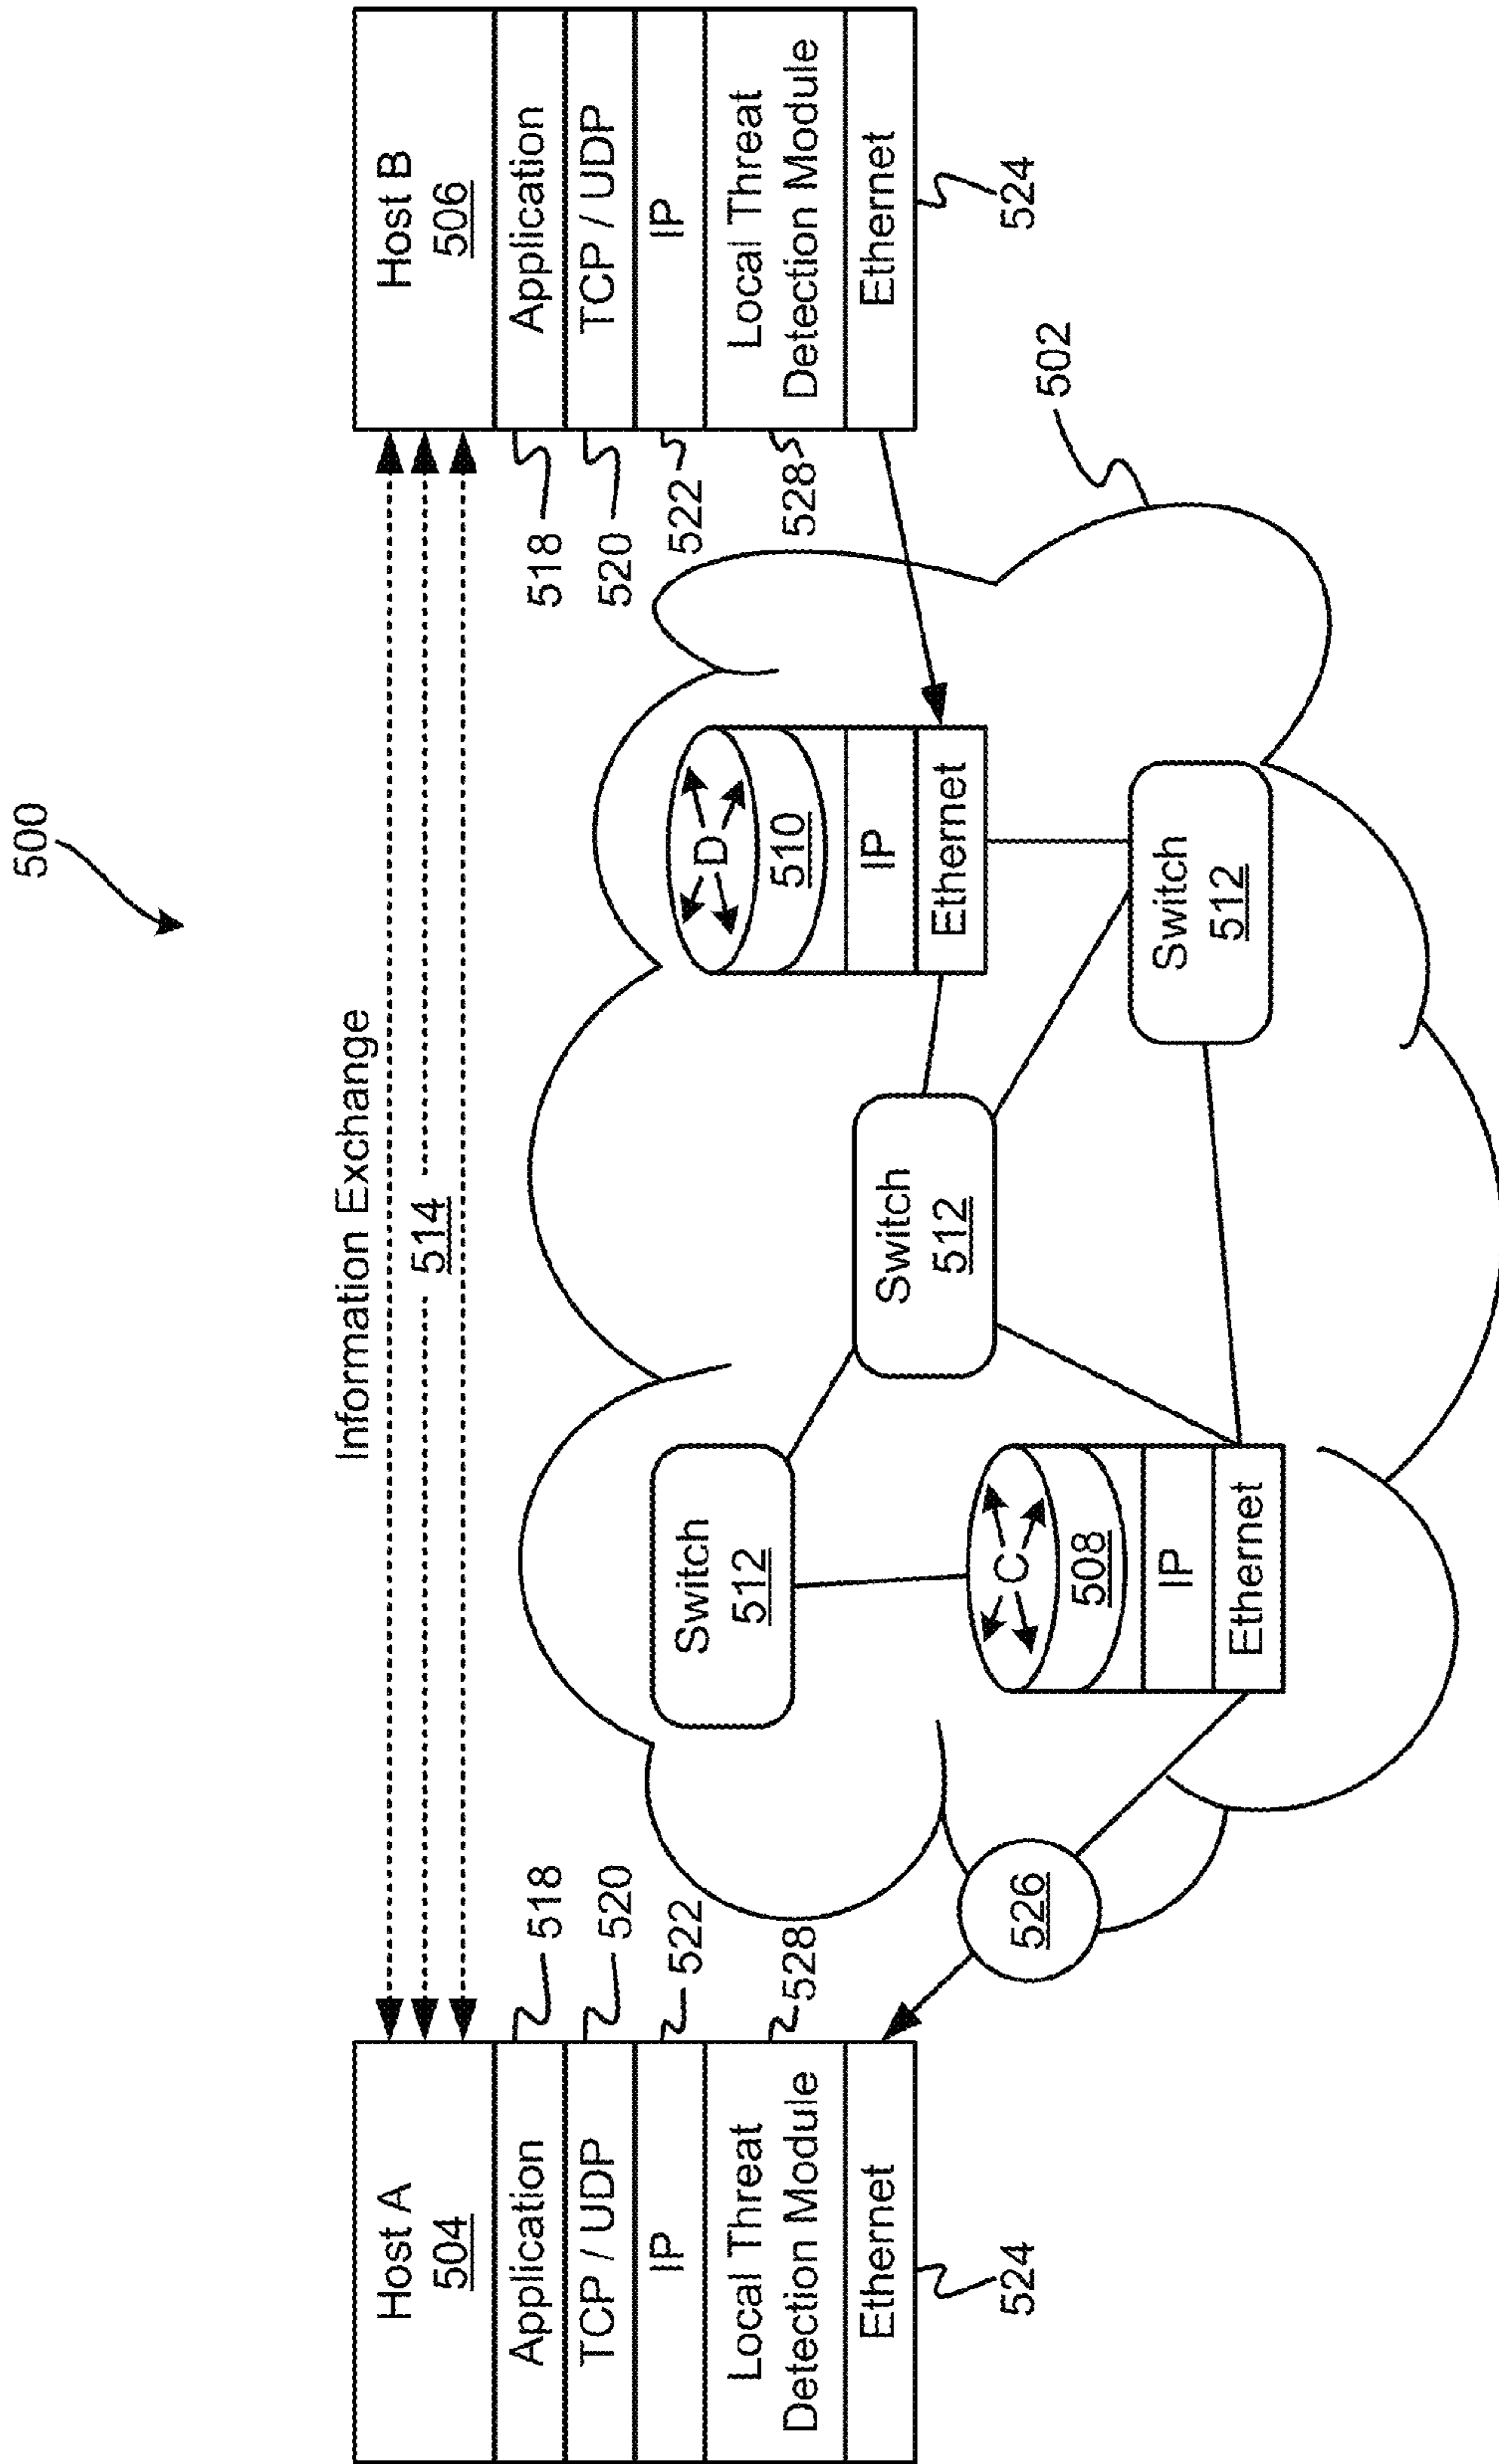 500
Information Exchange
514
Host A
504
Application
TCP / UDP
IP
Local Threat
Detection Module
Ethernet
518
520
522
528
524
Host B
506
Application
TCP / UDP
IP
Local Threat
Detection Module
Ethernet
518
520
522
528
524
502
526
Switch
512
C
508
IP
Ethernet
Switch
512
D
510
IP
Ethernet
Switch
512